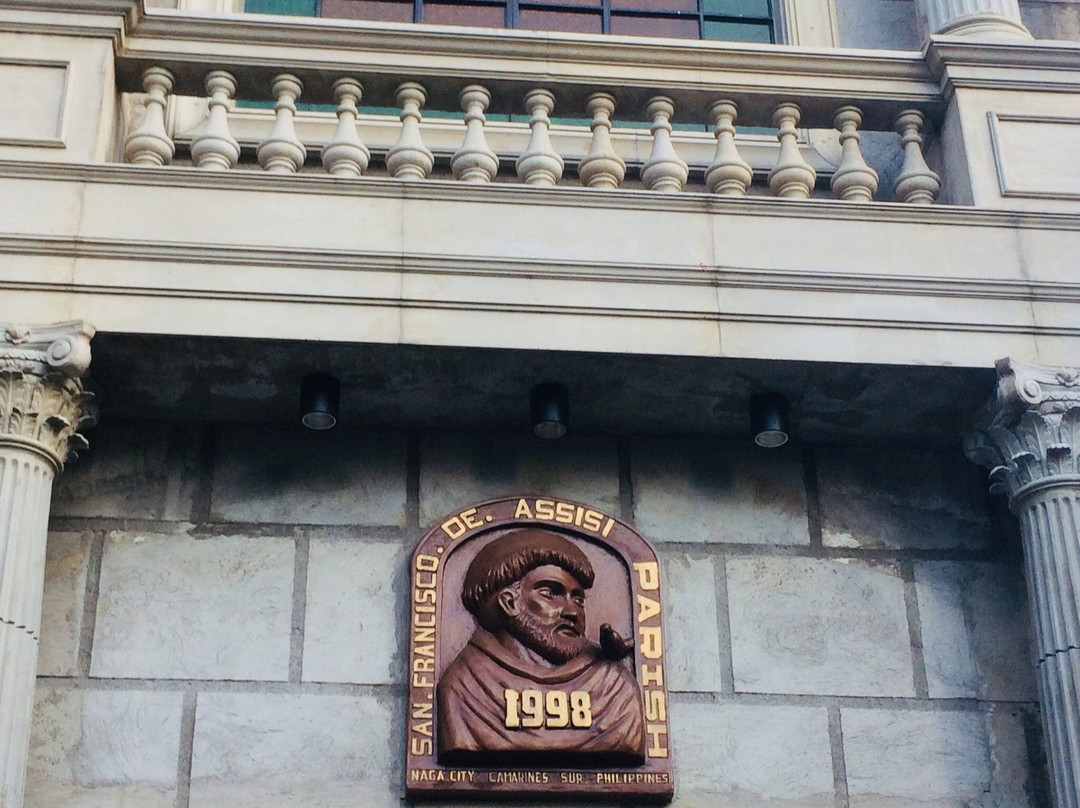 SAN. FRANCISCO. DE. ASSISI PARISH
1998
NAGA CITY CAMARINES SUR. PHILIPPINES